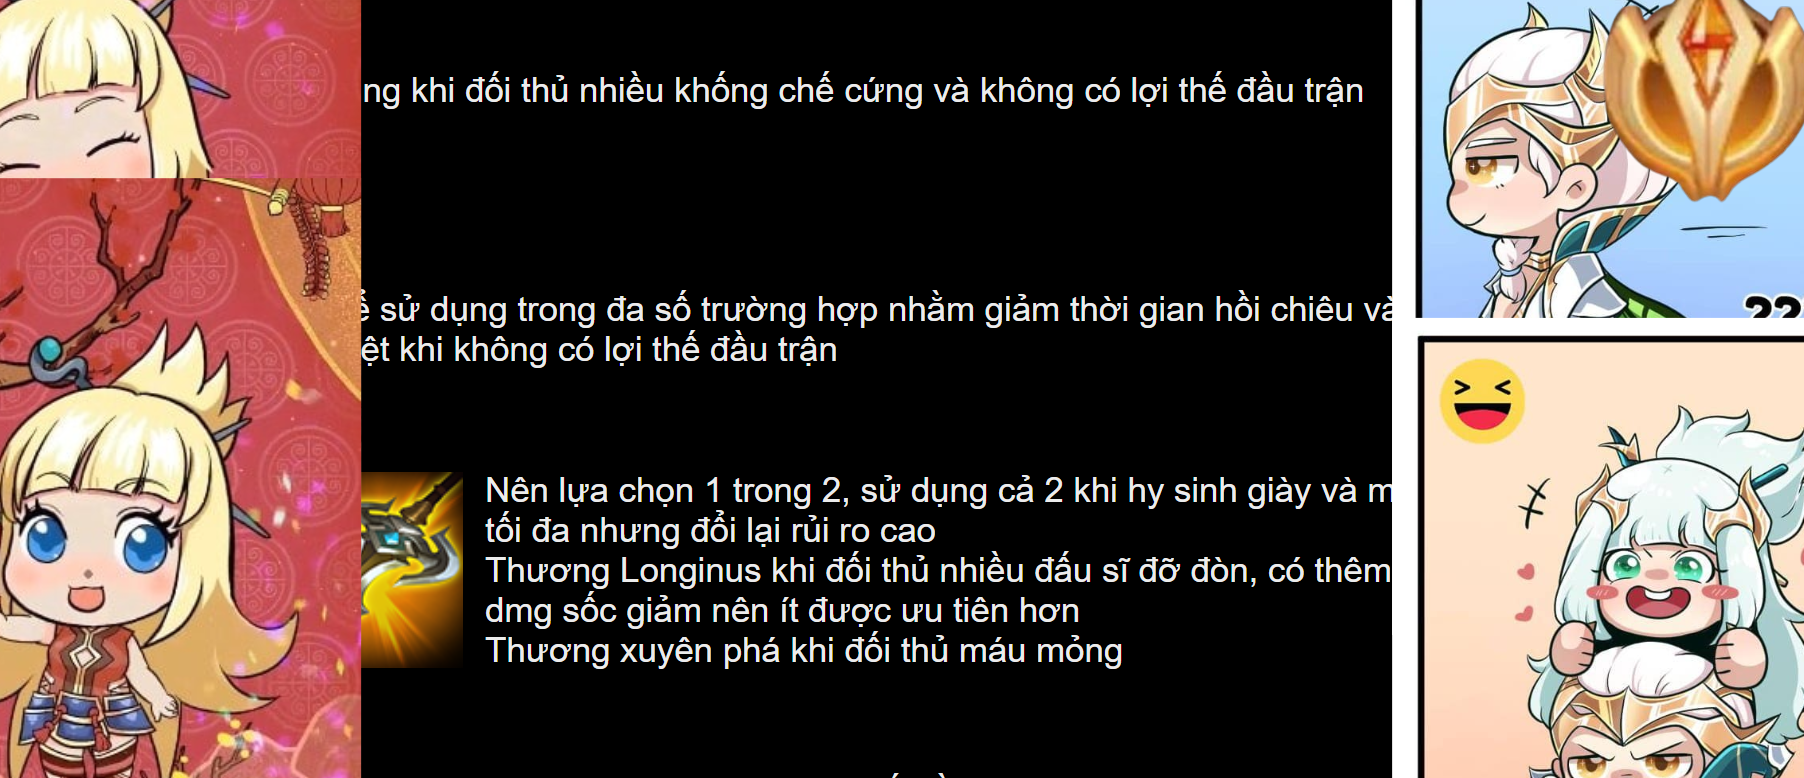 ng khi đối thủ nhiều khống chế cứng và không có lợi thế đầu trận
sử dụng trong đa số trường hợp nhằm giảm thời gian hồi chiêu và
ệt khi không có lợi thế đầu trận
Nên lựa chọn 1 trong 2, sử dụng cả 2 khi hy sinh giày và m
tối đa nhưng đổi lại rủi ro cao
Thương Longinus khi đối thủ nhiều đấu sĩ đỡ đòn, có thêm
dmg sốc giảm nên ít được ưu tiên hơn
Thương xuyên phá khi đối thủ máu mỏng
22